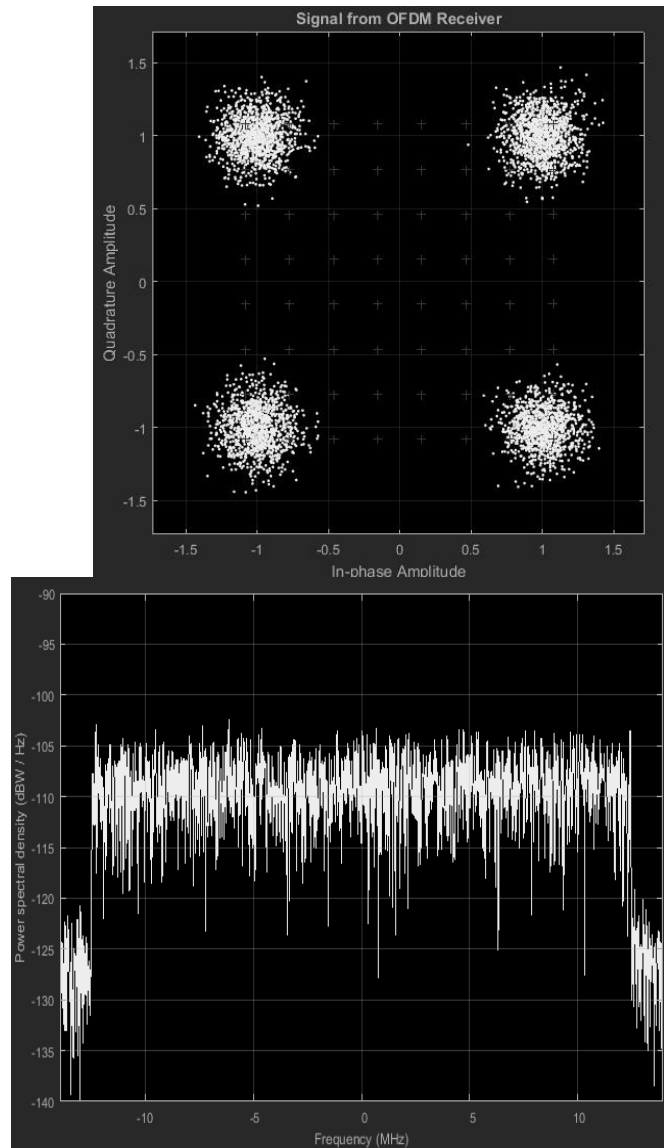 Signal from OFDM Receiver
1.5
1
0.5
0
-0.5
-1
-1.5
Quadrature Amplitude
-1.5 -1 -0.5 0 0.5 1 1.5
In-phase Amplitude
-90
-95
-100
-105
-110
-115
-120
-125
-130
-135
-140
Power spectral density (dBW / Hz)
-10 -5 0 5 10
Frequency (MHz)